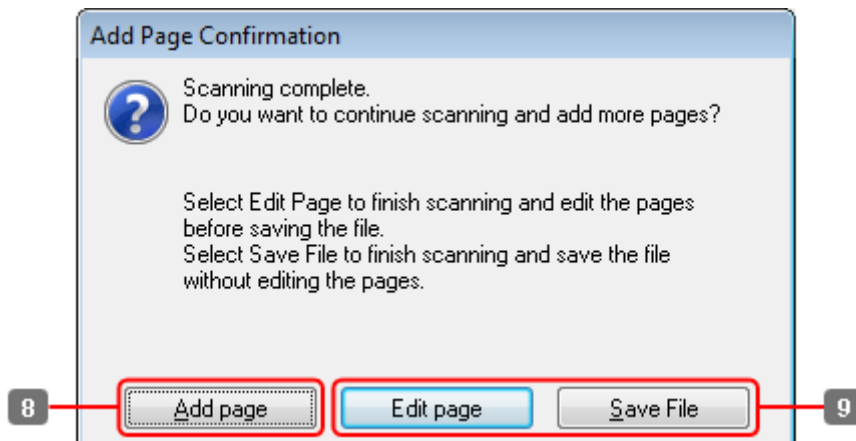 Add Page Confirmation
Scanning complete.
Do you want to continue scanning and add more pages?
Select Edit Page to finish scanning and edit the pages
before saving the file.
Select Save File to finish scanning and save the file
without editing the pages.
8 Add page Edit page Save File 9